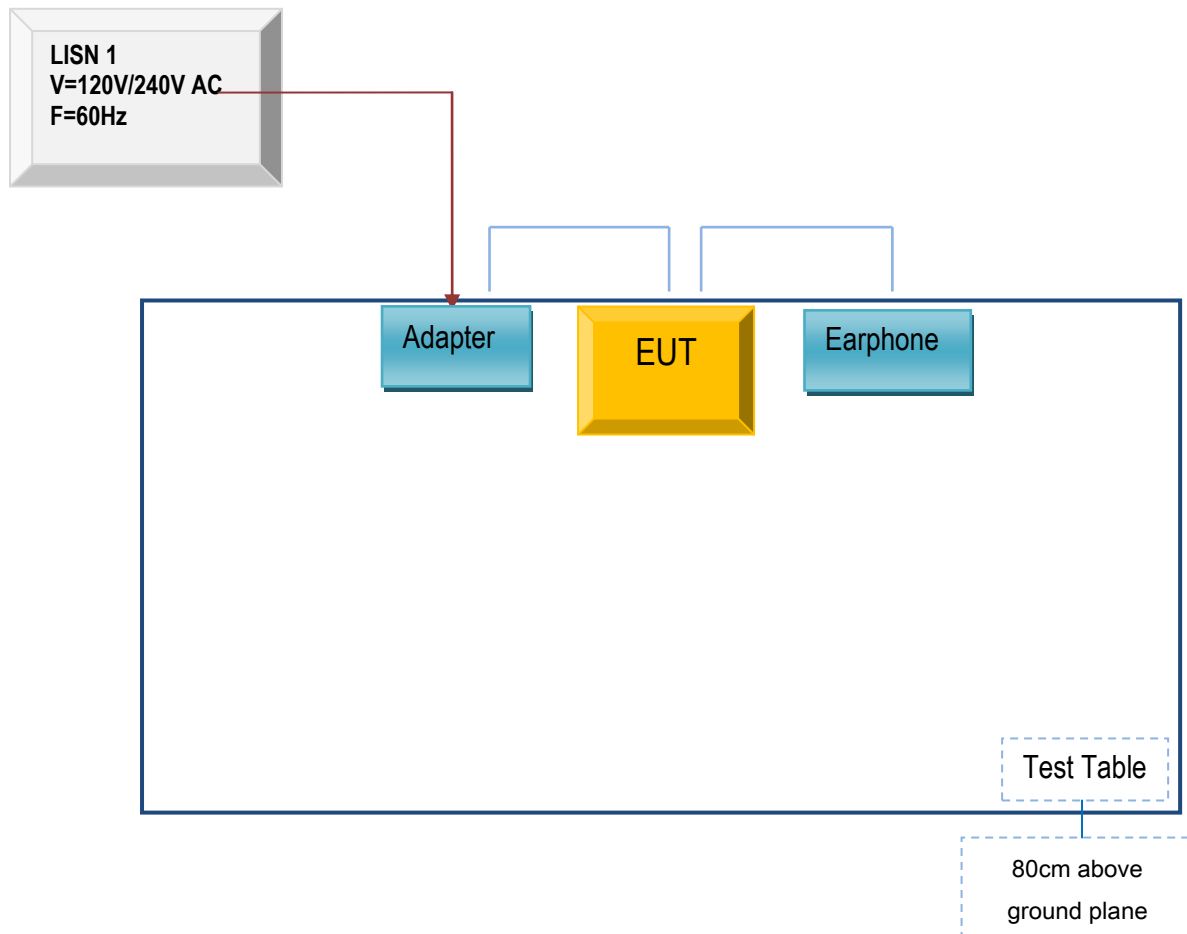 LISN 1
V=120V/240V AC
F=60Hz
Adapter
EUT
Earphone
Test Table
80cm above
ground plane